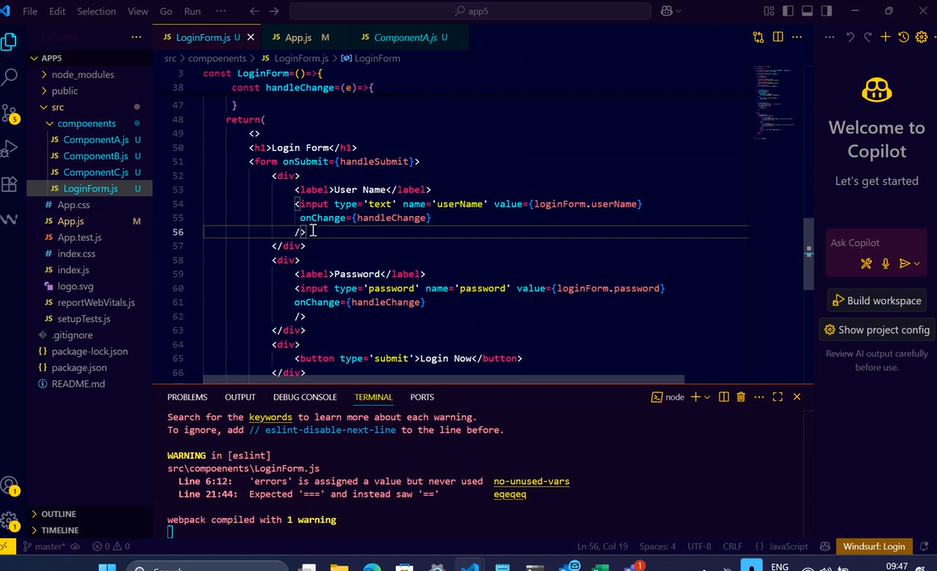 File Edit Selection View Go Run ···
app5
LoginForm.js U
App.js M
ComponentA.js U
src > compoenents > JS LoginForm.js > LoginForm
APP5
node_modules
public
src
compoenents
JS ComponentA.js U
JS ComponentB.js U
JS ComponentC.js U
JS LoginForm.js U
# App.css
JS App.js M
JS App.test.js
# index.css
JS index.js
logo.svg
JS reportWebVitals.js
JS setupTests.js
.gitignore
{} package-lock.json
{} package.json
README.md
OUTLINE
TIMELINE
3 const LoginForm=()=>{
38 const handleChange=(e)=>{
47 }
48 return(
49 <>
50 <h1>Login Form</h1>
51 <form onSubmit={handleSubmit}>
52 <div>
53 <label>User Name</label>
54 <input type='text' name='userName' value={loginForm.userName}
55 onChange={handleChange}
56 />
57 </div>
58 <div>
59 <label>Password</label>
60 <input type='password' name='password' value={loginForm.password}
61 onChange={handleChange}
62 />
63 </div>
64 <div>
65 <button type='submit'>Login Now</button>
66 </div>
PROBLEMS OUTPUT DEBUG CONSOLE TERMINAL PORTS
node
Search for the keywords to learn more about each warning.
To ignore, add // eslint-disable-next-line to the line before.
WARNING in [eslint]
src\compoenents\LoginForm.js
Line 6:12: 'errors' is assigned a value but never used no-unused-vars
Line 21:44: Expected '===' and instead saw '==' eqeqeq
webpack compiled with 1 warning
Welcome to
Copilot
Let's get started
Ask Copilot
Build workspace
Show project config
Review AI output carefully
before use.
master* 0 0 Ln 56, Col 19 Spaces: 4 UTF-8 CRLF {} JavaScript Windsurf: Login
Search
ENG
09:47